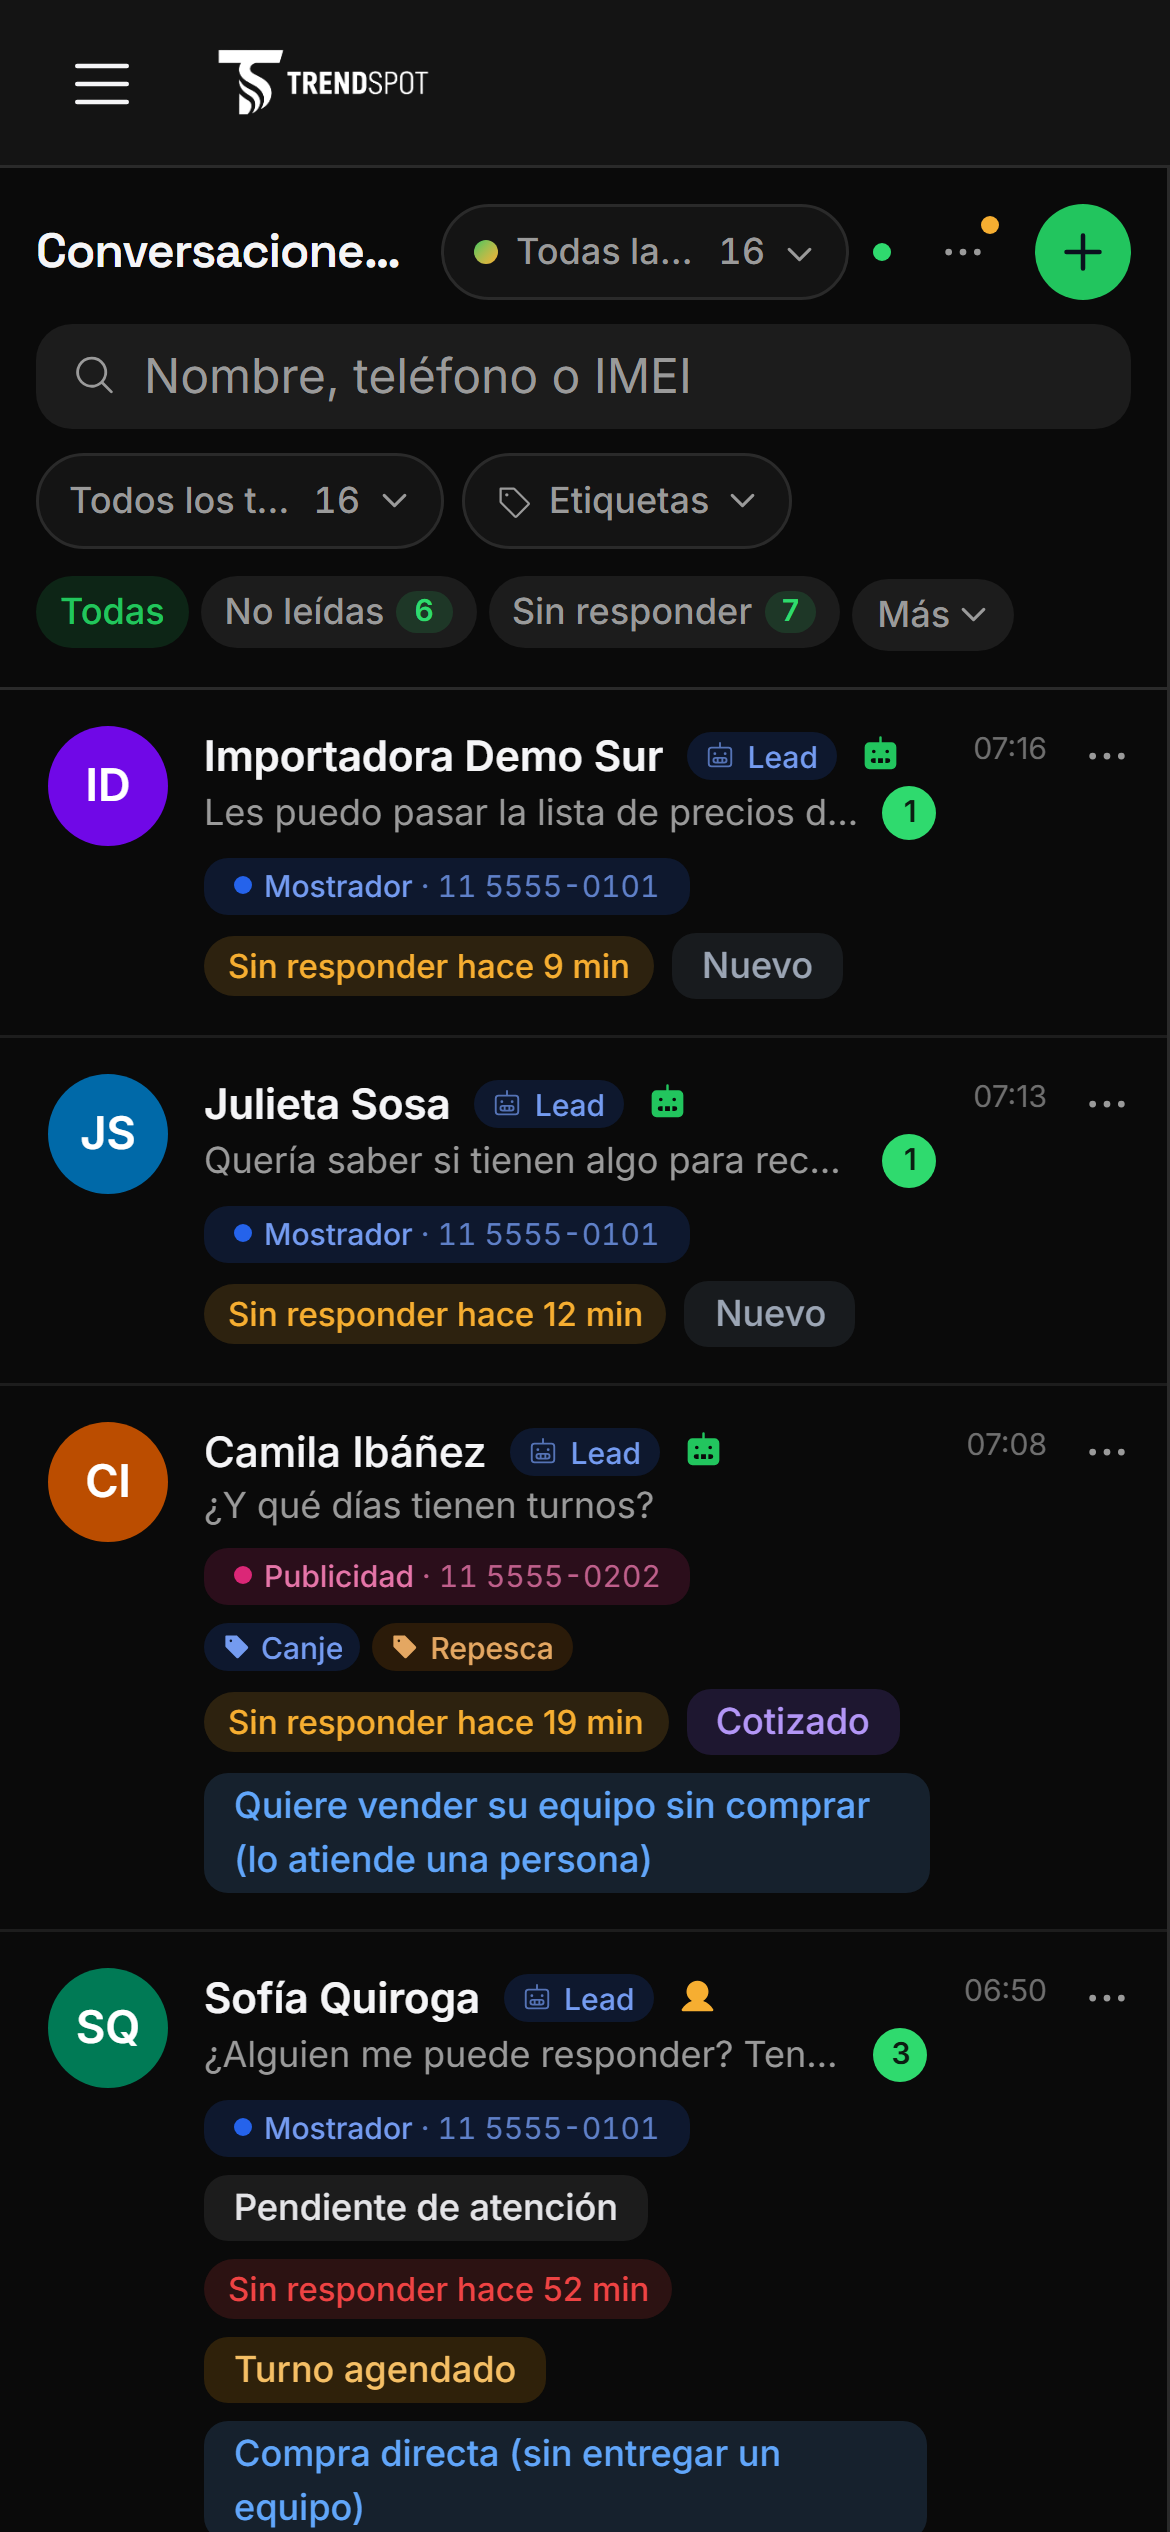 TRENDSPOT
Conversacione... Todas la... 16
Nombre, teléfono o IMEI
Todos los t... 16 Etiquetas
Todas No leídas 6 Sin responder 7 Más
ID Importadora Demo Sur Lead 07:16
Les puedo pasar la lista de precios d... 1
Mostrador · 11 5555-0101
Sin responder hace 9 min Nuevo
JS Julieta Sosa Lead 07:13
Quería saber si tienen algo para rec... 1
Mostrador · 11 5555-0101
Sin responder hace 12 min Nuevo
CI Camila Ibáñez Lead 07:08
¿Y qué días tienen turnos?
Publicidad · 11 5555-0202
Canje Repesca
Sin responder hace 19 min Cotizado
Quiere vender su equipo sin comprar
(lo atiende una persona)
SQ Sofía Quiroga Lead 06:50
¿Alguien me puede responder? Ten... 3
Mostrador · 11 5555-0101
Pendiente de atención
Sin responder hace 52 min
Turno agendado
Compra directa (sin entregar un
equipo)